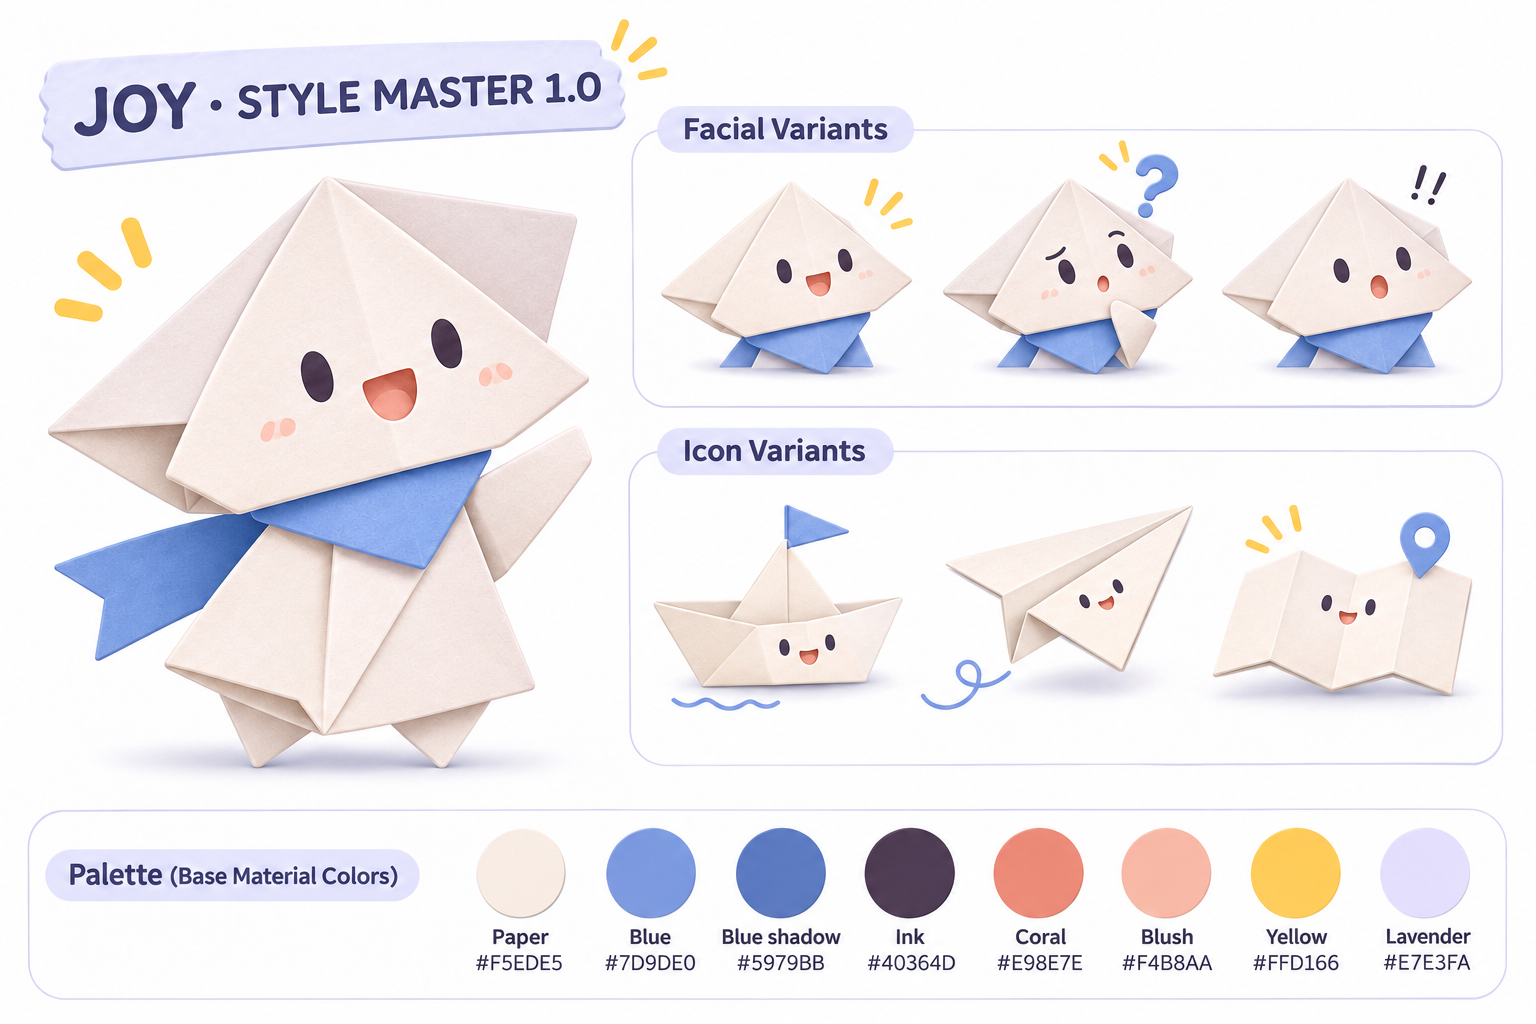 JOY · STYLE MASTER 1.0
Facial Variants
?
!!
Icon Variants
Palette (Base Material Colors)
Paper
#F5EDE5
Blue
#7D9DE0
Blue shadow
#5979BB
Ink
#40364D
Coral
#E98E7E
Blush
#F4B8AA
Yellow
#FFD166
Lavender
#E7E3FA